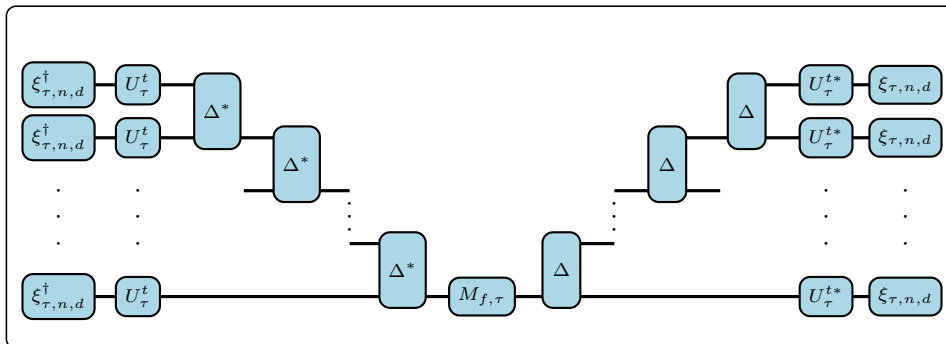 ξ†τ,n,d Utτ Δ* Δ Ut*τ ξτ,n,d
ξ†τ,n,d Utτ Δ* Δ Ut*τ ξτ,n,d
ξ†τ,n,d Utτ Δ* Mf,τ Δ Ut*τ ξτ,n,d